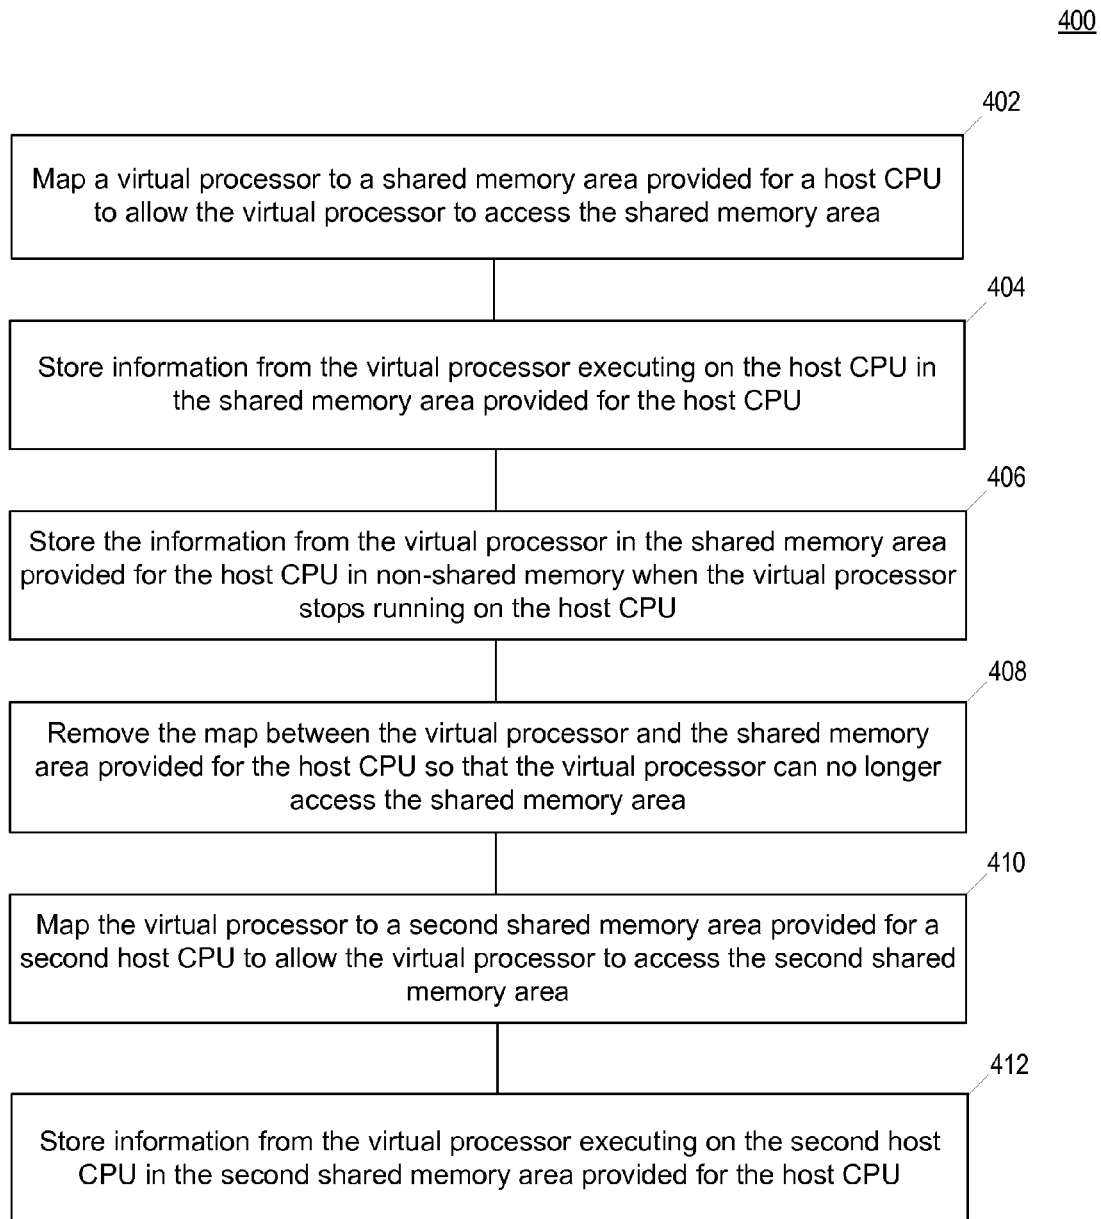 400
402
Map a virtual processor to a shared memory area provided for a host CPU
to allow the virtual processor to access the shared memory area
404
Store information from the virtual processor executing on the host CPU in
the shared memory area provided for the host CPU
406
Store the information from the virtual processor in the shared memory area
provided for the host CPU in non-shared memory when the virtual processor
stops running on the host CPU
408
Remove the map between the virtual processor and the shared memory
area provided for the host CPU so that the virtual processor can no longer
access the shared memory area
410
Map the virtual processor to a second shared memory area provided for a
second host CPU to allow the virtual processor to access the second shared
memory area
412
Store information from the virtual processor executing on the second host
CPU in the second shared memory area provided for the host CPU